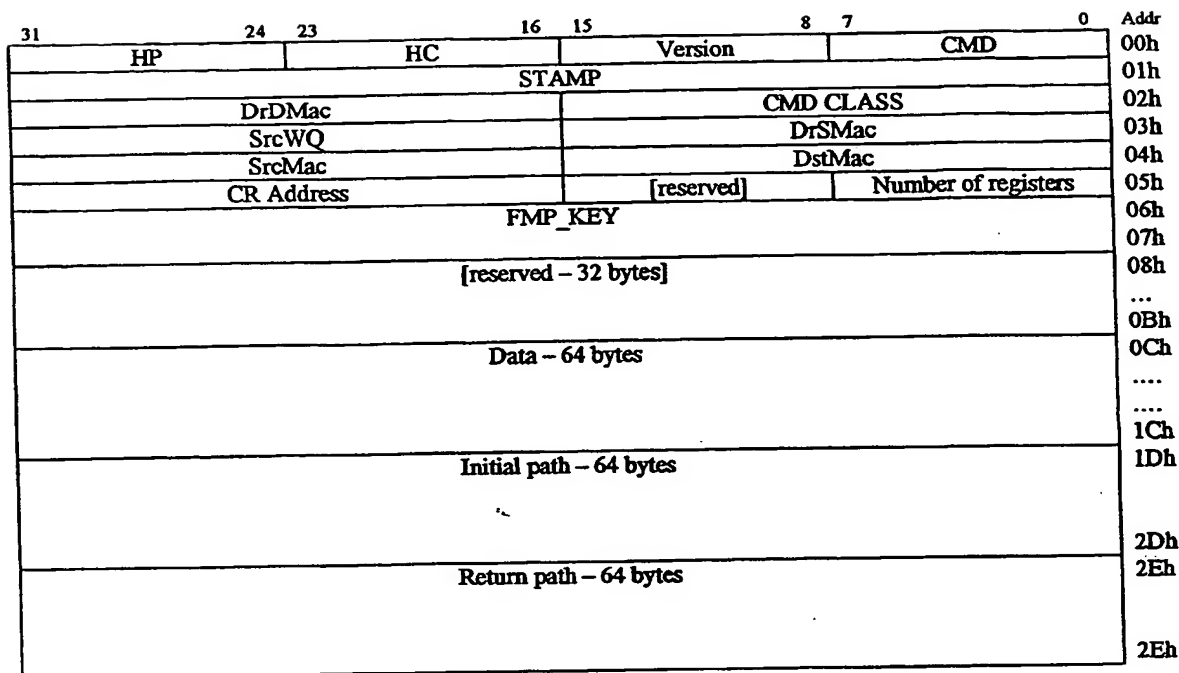 31 24 23 16 15 8 7 0 Addr
HP HC Version CMD 00h
STAMP 01h
DrDMac CMD CLASS 02h
SrcWQ DrSMac 03h
SrcMac DstMac 04h
CR Address [reserved] Number of registers 05h
FMP_KEY 06h
07h
[reserved – 32 bytes] 08h
...
0Bh
Data – 64 bytes 0Ch
....
....
1Ch
Initial path – 64 bytes 1Dh
2Dh
Return path – 64 bytes 2Eh
2Eh